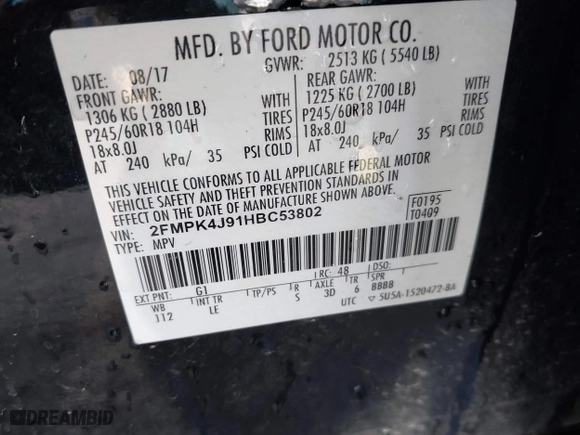 MFD. BY FORD MOTOR CO.
DATE: 08/17 GVWR: 2513 KG (5540 LB)
FRONT GAWR: REAR GAWR:
1306 KG (2880 LB) WITH 1225 KG (2700 LB) WITH
P245/60R18 104H TIRES P245/60R18 104H TIRES
18x8.0J RIMS 18x8.0J RIMS
AT 240 kPa/ 35 PSI COLD AT 240 kPa/ 35 PSI COLD
THIS VEHICLE CONFORMS TO ALL APPLICABLE FEDERAL MOTOR
VEHICLE SAFETY AND THEFT PREVENTION STANDARDS IN
EFFECT ON THE DATE OF MANUFACTURE SHOWN ABOVE.
VIN: 2FMPK4J91HBC53802 F0195
TYPE: MPV T0409
EXT PNT: G1 RC: 48 DSO:
WB INT TR TP/PS R AXLE TR SPR
112 LE S 3D 6 8888
UTC 5U5A-1520472-BA
DREAMBID